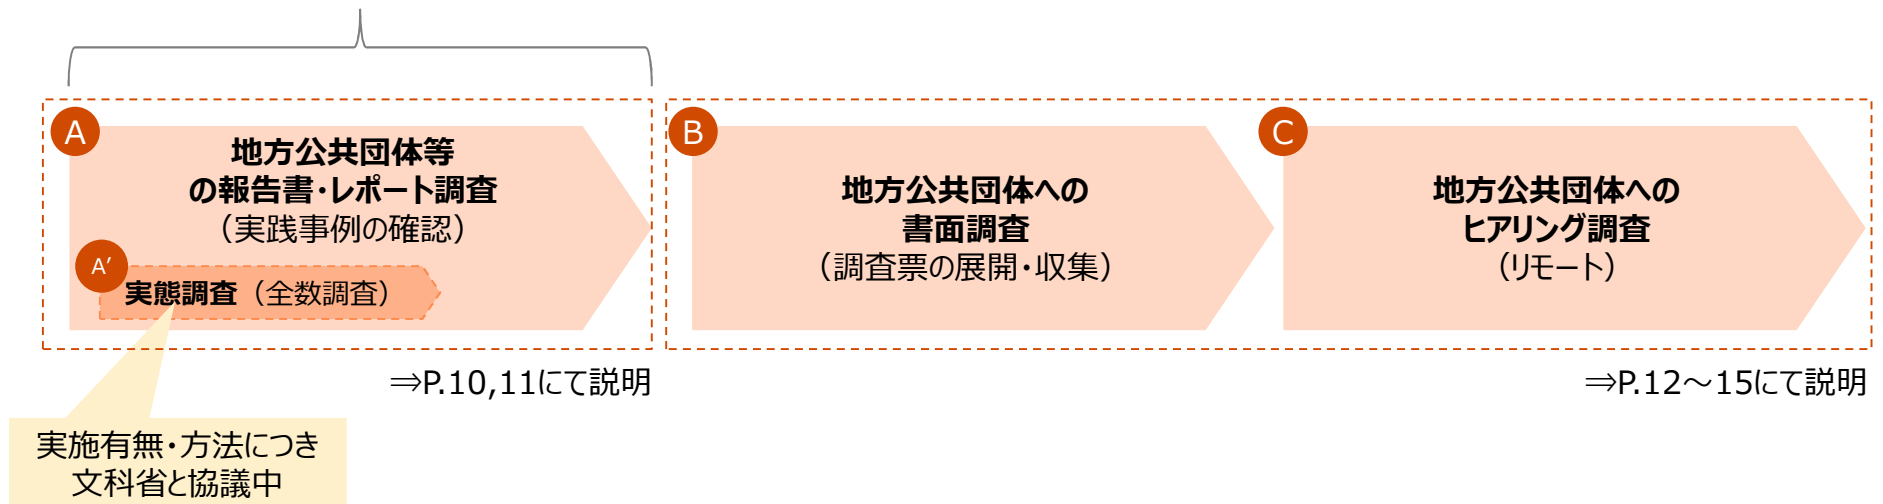 A
地方公共団体等
の報告書・レポート調査
（実践事例の確認）
A′
実態調査（全数調査）
B
地方公共団体への
書面調査
（調査票の展開・収集）
C
地方公共団体への
ヒアリング調査
（リモート）
⇒P.10,11にて説明
⇒P.12～15にて説明
実施有無・方法につき
文科省と協議中